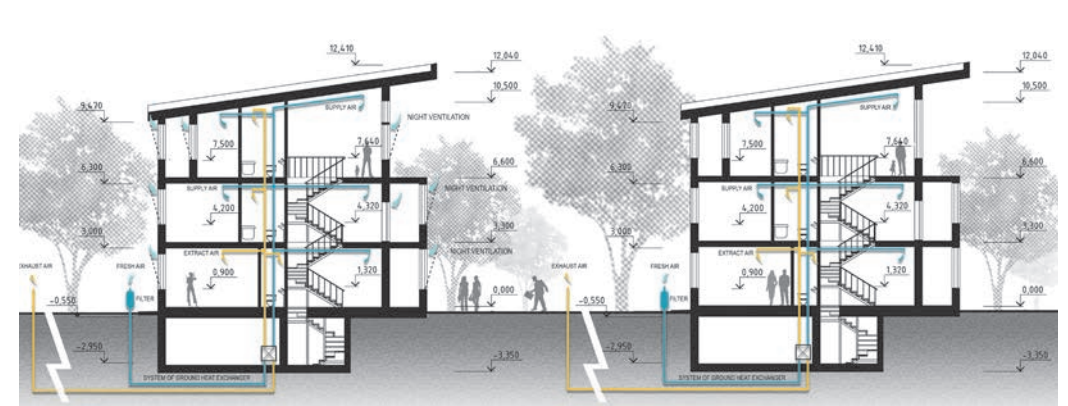 12,410
12,040
10,500
9,470
SUPPLY AIR
NIGHT VENTILATION
7,500
7,640
6,600
6,300
SUPPLY AIR
NIGHT VENTILATION
4,200
4,320
3,300
3,000
EXTRACT AIR
NIGHT VENTILATION
EXHAUST AIR
FRESH AIR
0,900
1,320
0,000
FILTER
-0,550
-2,950
-3,350
SYSTEM OF GROUND HEAT EXCHANGER
12,410
12,040
10,500
9,470
SUPPLY AIR
7,500
7,640
6,600
6,300
SUPPLY AIR
4,200
4,320
3,300
3,000
EXTRACT AIR
EXHAUST AIR
FRESH AIR
0,900
1,320
0,000
FILTER
-0,550
-2,950
-3,350
SYSTEM OF GROUND HEAT EXCHANGER